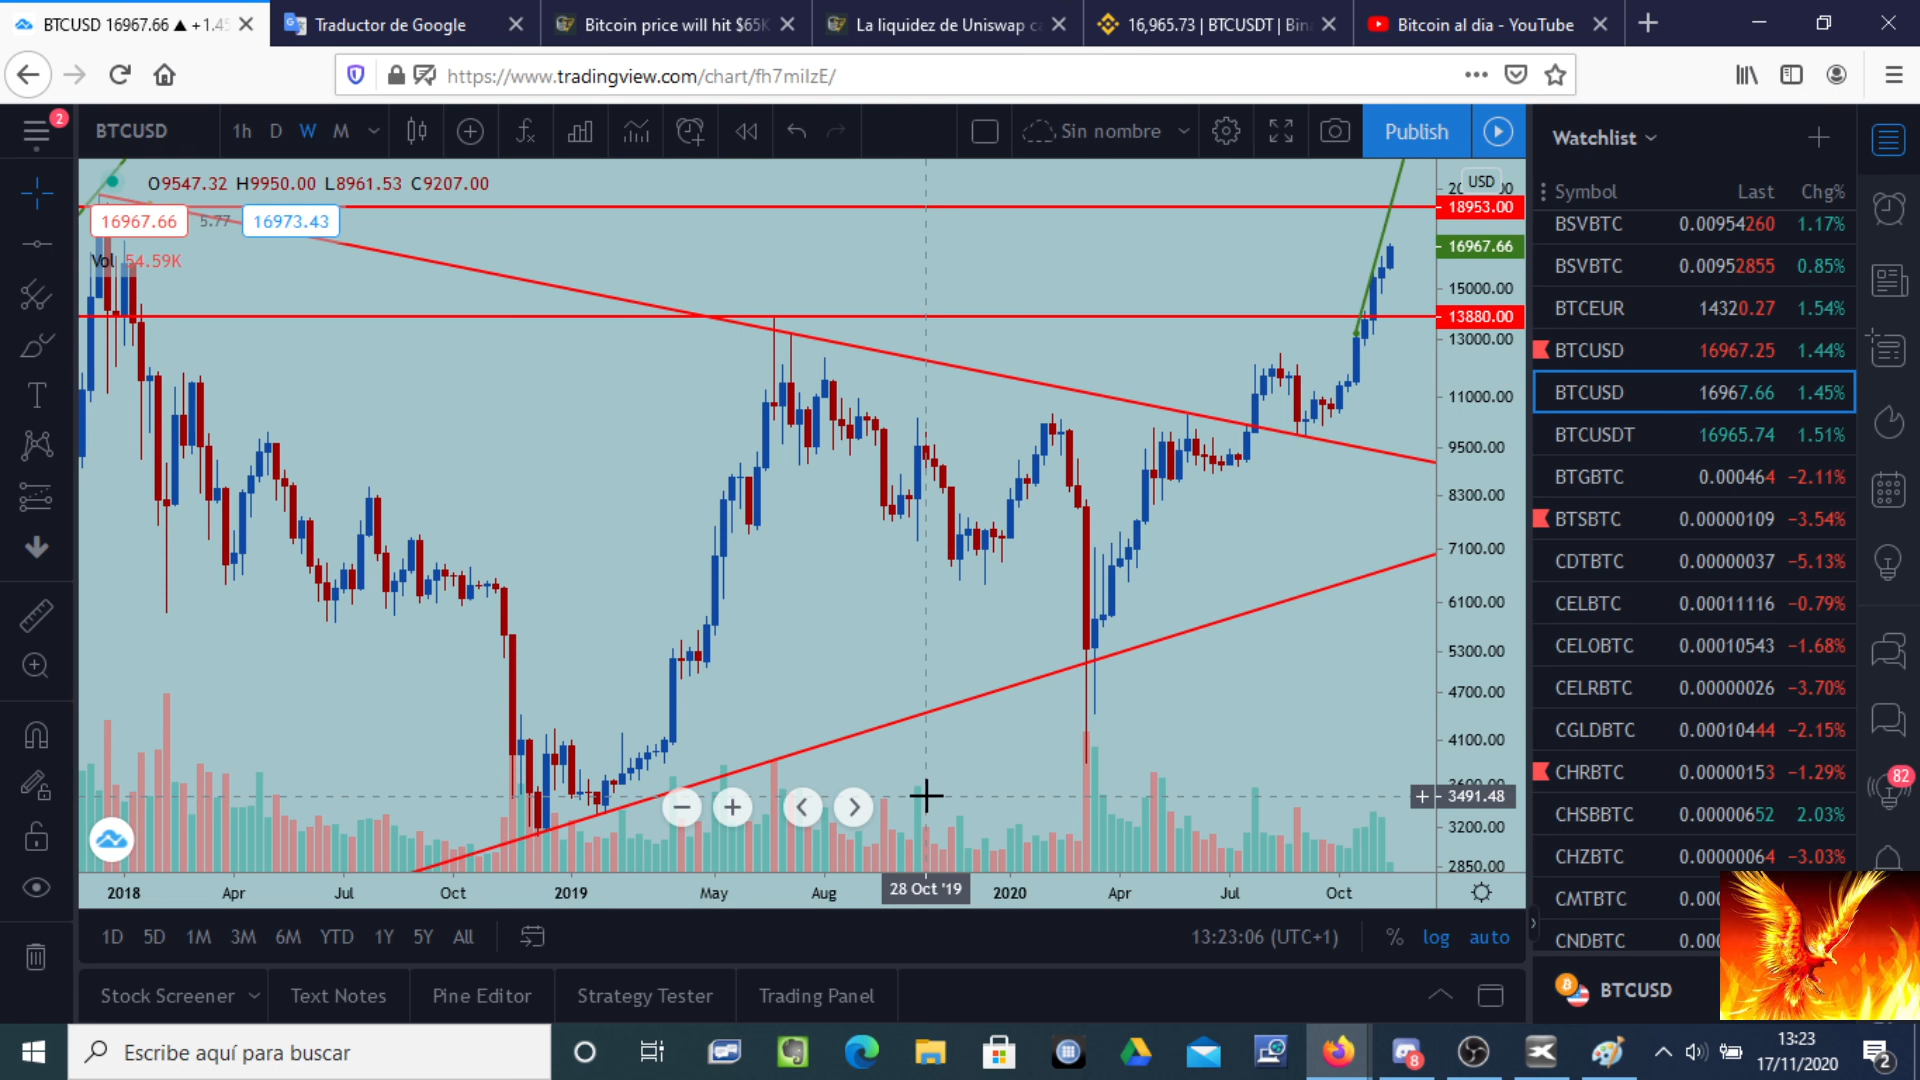 BTCUSD 16967.66 ▲ +1.45
Traductor de Google
Bitcoin price will hit $65K
La liquidez de Uniswap ca
16,965.73 | BTCUSDT | Bin
Bitcoin al dia - YouTube
https://www.tradingview.com/chart/fh7milzE/
2
BTCUSD
1h D W M
Sin nombre
Publish
O9547.32 H9950.00 L8961.53 C9207.00
16967.66 5.77 16973.43
Vol 54.59K
USD
18953.00
16967.66
15000.00
13880.00
13000.00
11000.00
9500.00
8300.00
7100.00
6100.00
5300.00
4700.00
4100.00
3600.00
3491.48
3200.00
2850.00
2018 Apr Jul Oct 2019 May Aug 28 Oct '19 2020 Apr Jul Oct
1D 5D 1M 3M 6M YTD 1Y 5Y All
13:23:06 (UTC+1) % log auto
Stock Screener Text Notes Pine Editor Strategy Tester Trading Panel
Watchlist
Symbol Last Chg%
BSVBTC 0.00954260 1.17%
BSVBTC 0.00952855 0.85%
BTCEUR 14320.27 1.54%
BTCUSD 16967.25 1.44%
BTCUSD 16967.66 1.45%
BTCUSDT 16965.74 1.51%
BTGBTC 0.000464 −2.11%
BTSBTC 0.00000109 −3.54%
CDTBTC 0.00000037 −5.13%
CELBTC 0.00011116 −0.79%
CELOBTC 0.00010543 −1.68%
CELRBTC 0.00000026 −3.70%
CGLDBTC 0.00010444 −2.15%
CHRBTC 0.00000153 −1.29%
CHSBBTC 0.00000652 2.03%
CHZBTC 0.00000064 −3.03%
CMTBTC 0.00
CNDBTC 0.00
BTCUSD
82
Escribe aquí para buscar
8
13:23
17/11/2020
2